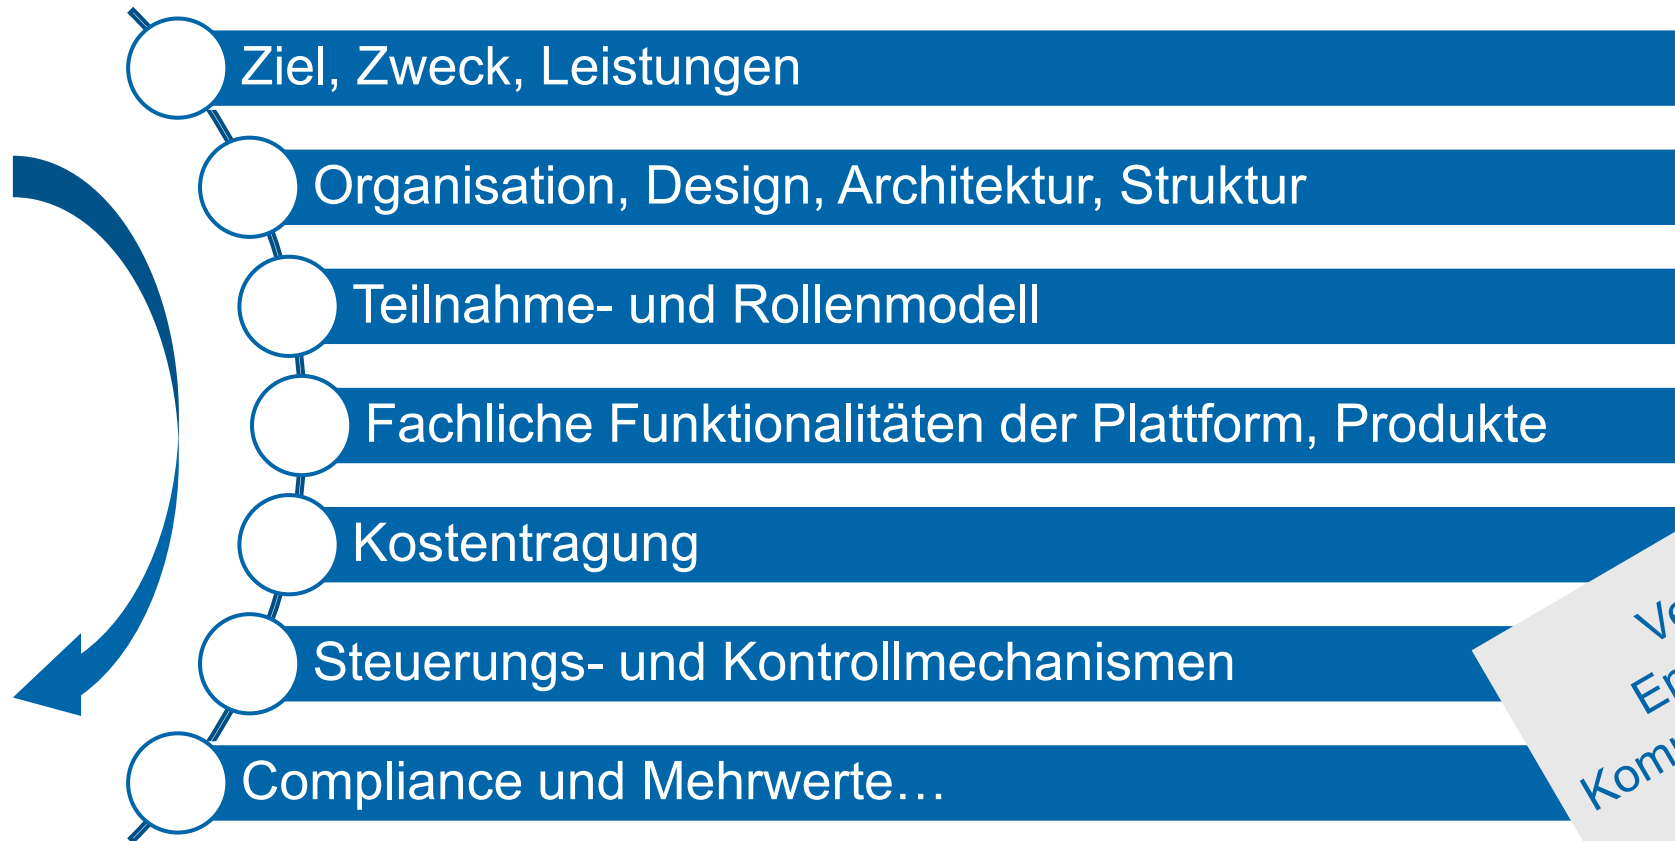 Ziel, Zweck, Leistungen
Organisation, Design, Architektur, Struktur
Teilnahme- und Rollenmodell
Fachliche Funktionalitäten der Plattform, Produkte
Kostentragung
Steuerungs- und Kontrollmechanismen
Compliance und Mehrwerte…